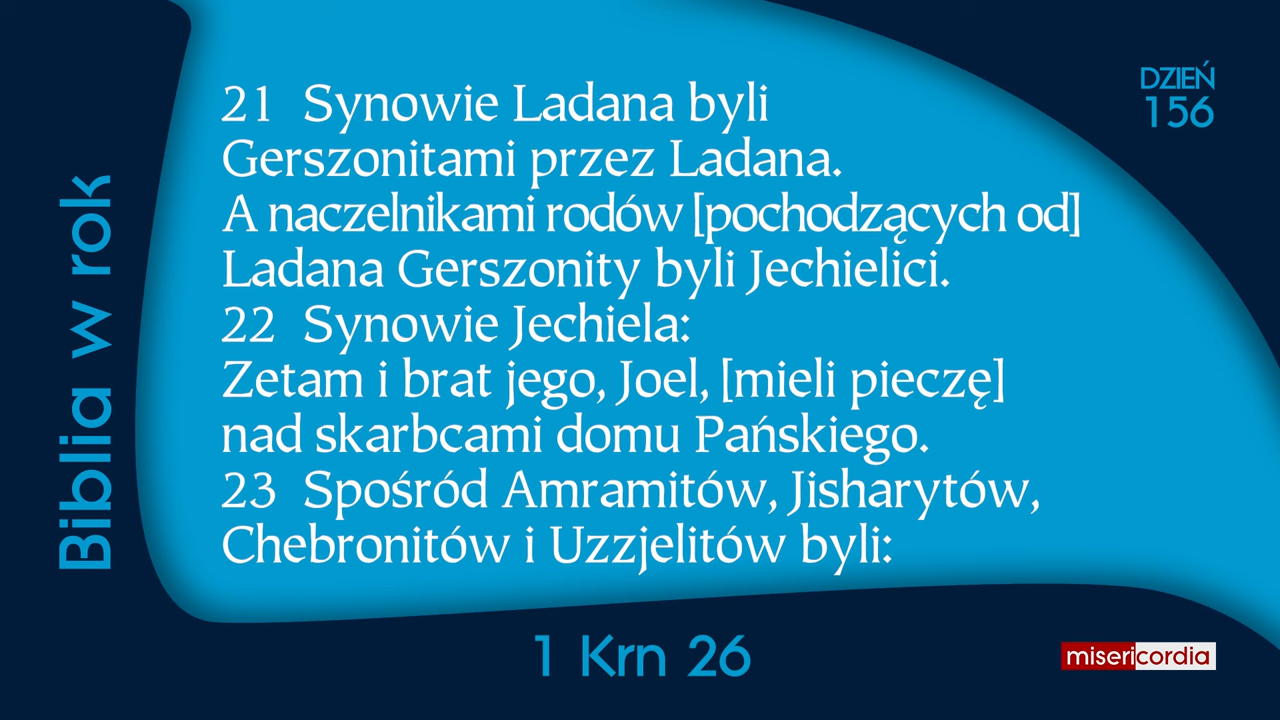 DZIEŃ
156
21 Synowie Ladana byli
Gerszonitami przez Ladana.
A naczelnikami rodów [pochodzących od]
Ladana Gerszonity byli Jechielici.
22 Synowie Jechiela:
Zetam i brat jego, Joel, [mieli pieczę]
nad skarbcami domu Pańskiego.
23 Spośród Amramitów, Jisharytów,
Chebronitów i Uzzjelitów byli:
Biblia w rok
1 Krn 26
misericordia